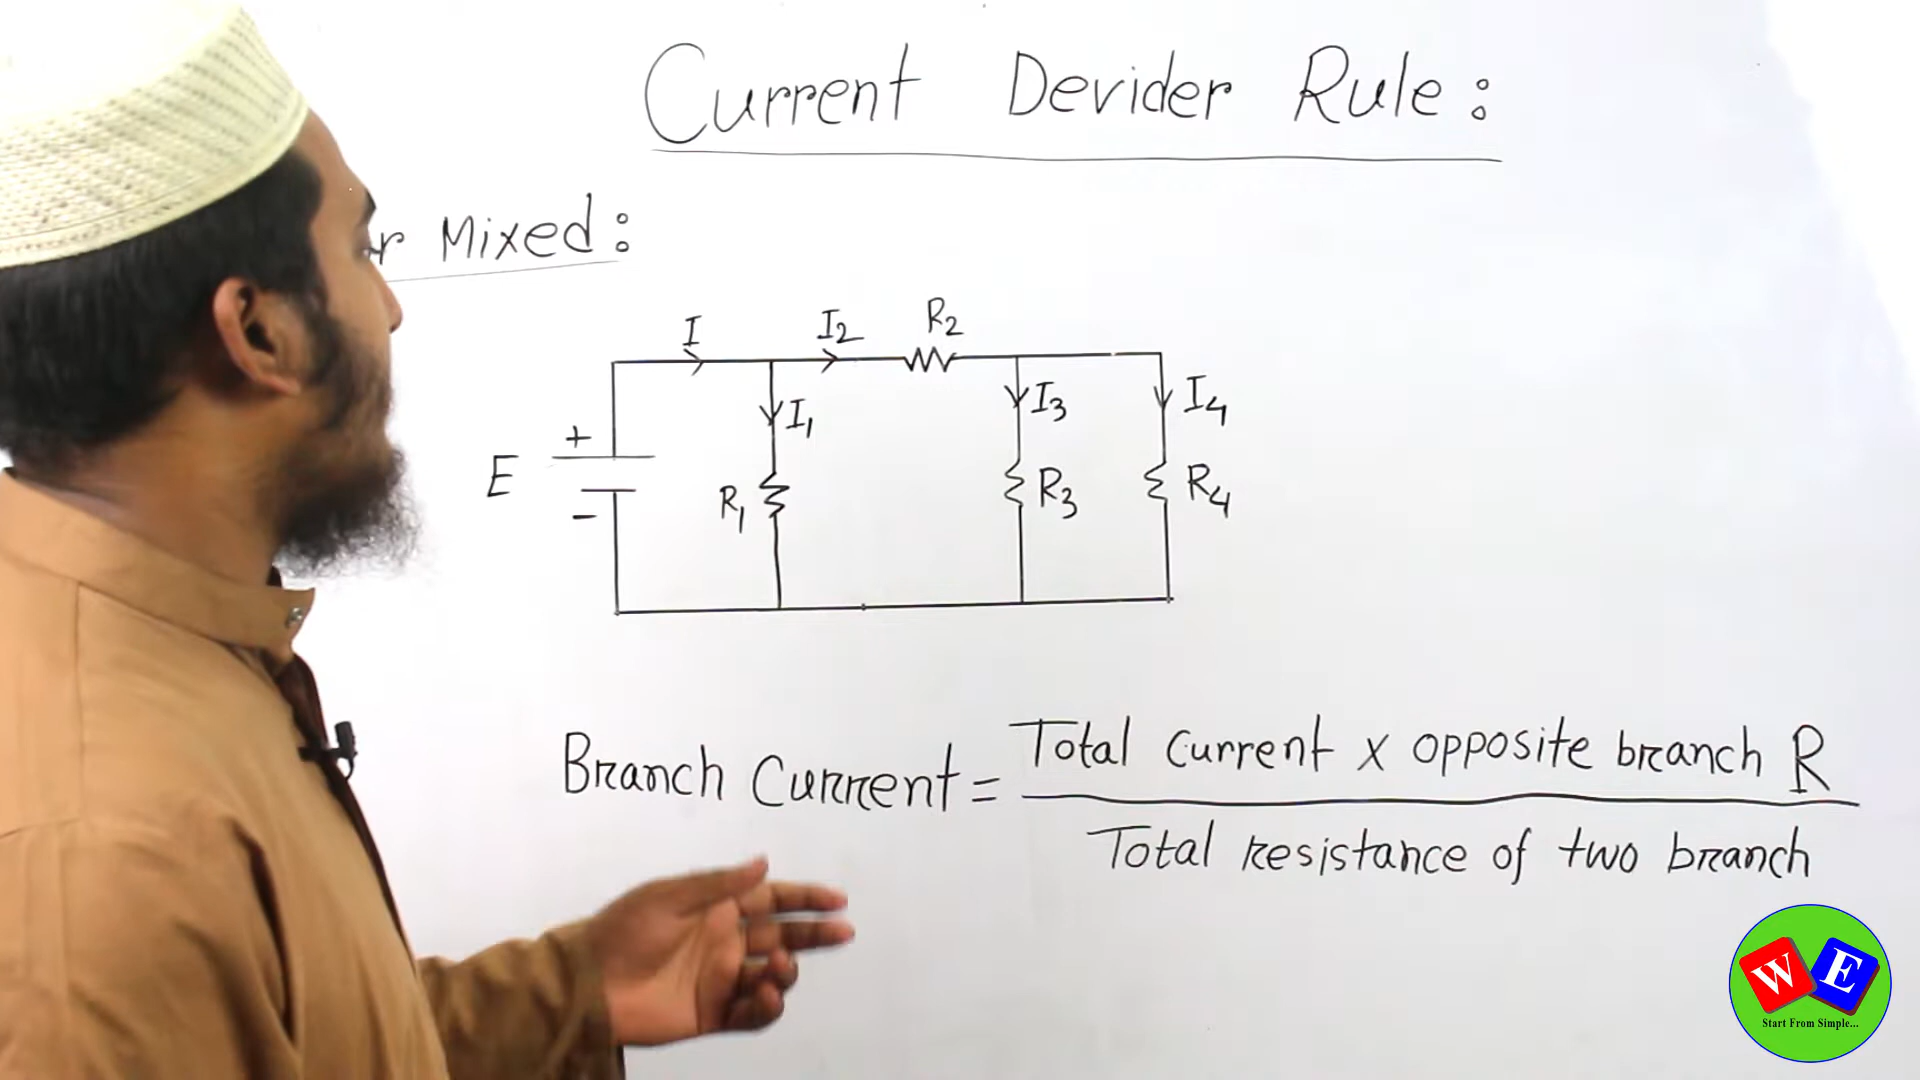 Current Devider Rule:
r Mixed:
I
I2
R2
I1
I3
I4
+
E
-
R1
R3
R4
Branch Current = Total Current x opposite branch R
Total resistance of two branch
W E
Start From Simple...